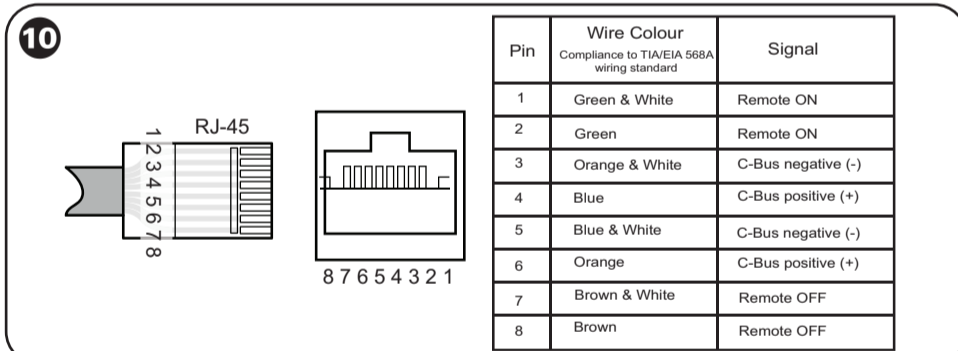 10
RJ-45
1 2 3 4 5 6 7 8
8 7 6 5 4 3 2 1
Pin Wire Colour Compliance to TIA/EIA 568A wiring standard Signal
1 Green & White Remote ON
2 Green Remote ON
3 Orange & White C-Bus negative (-)
4 Blue C-Bus positive (+)
5 Blue & White C-Bus negative (-)
6 Orange C-Bus positive (+)
7 Brown & White Remote OFF
8 Brown Remote OFF